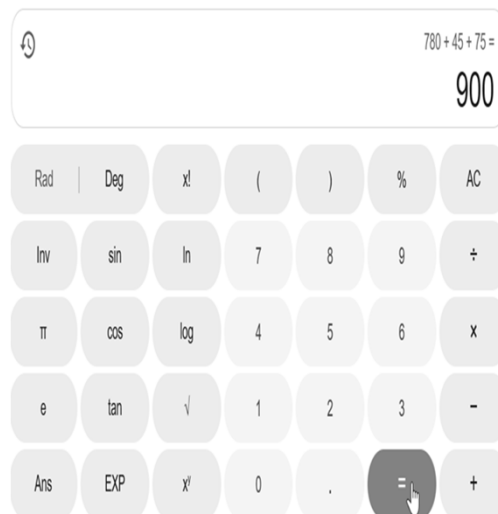 780 + 45 + 75 =
900
Rad | Deg x! ( ) % AC
Inv sin ln 7 8 9 ÷
π cos log 4 5 6 ×
e tan √ 1 2 3 −
Ans EXP xʸ 0 . = +